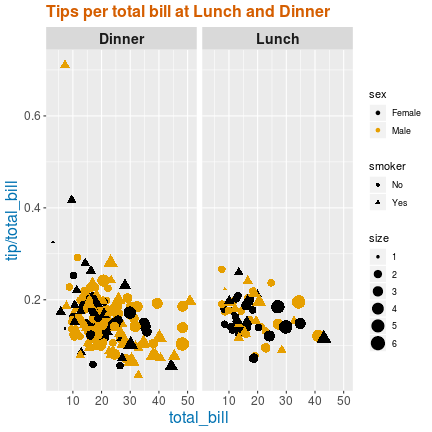 Tips per total bill at Lunch and Dinner
Dinner
Lunch
tip/total_bill
0.6
0.4
0.2
10 20 30 40 50
10 20 30 40 50
total_bill
sex
Female
Male
smoker
No
Yes
size
1
2
3
4
5
6